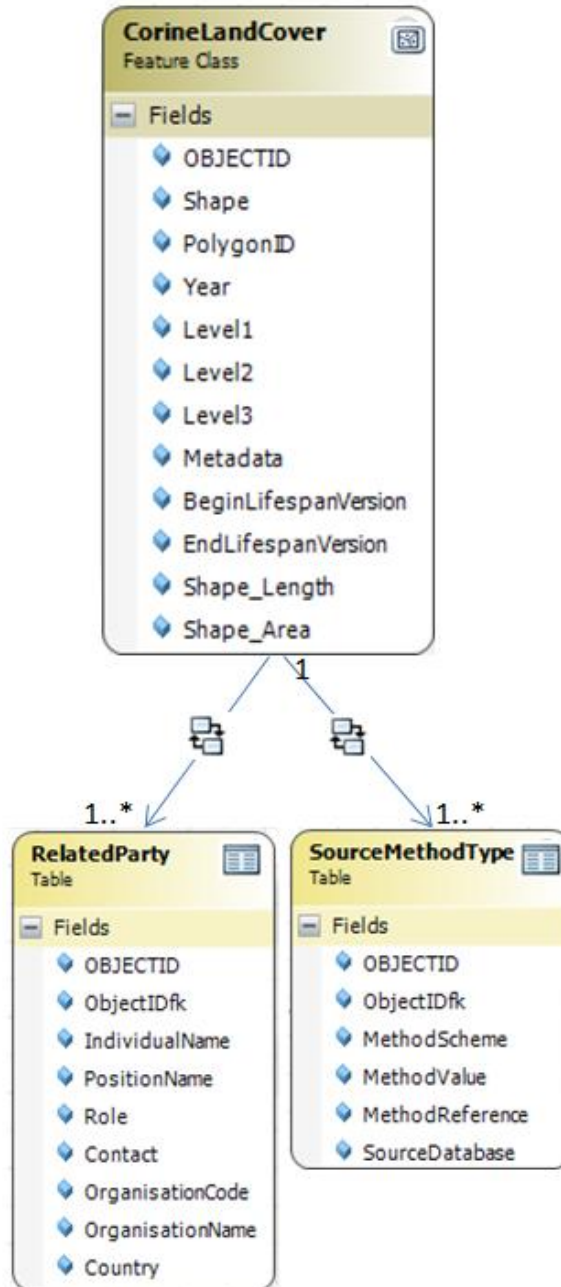 CorineLandCover
Feature Class
Fields
OBJECTID
Shape
PolygonID
Year
Level1
Level2
Level3
Metadata
BeginLifespanVersion
EndLifespanVersion
Shape_Length
Shape_Area
1
1..*
1..*
RelatedParty
Table
Fields
OBJECTID
ObjectIDfk
IndividualName
PositionName
Role
Contact
OrganisationCode
OrganisationName
Country
SourceMethodType
Table
Fields
OBJECTID
ObjectIDfk
MethodScheme
MethodValue
MethodReference
SourceDatabase